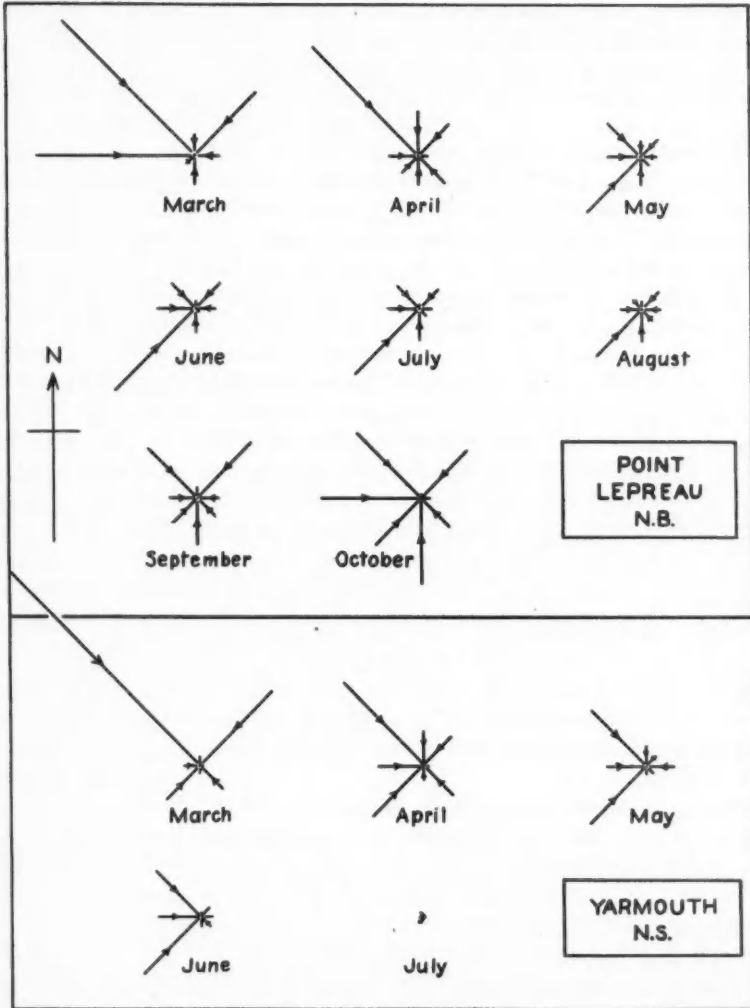 March
April
May
June
July
August
N
September
October
POINT
LEPREAU
N.B.
March
April
May
June
July
YARMOUTH
N.S.